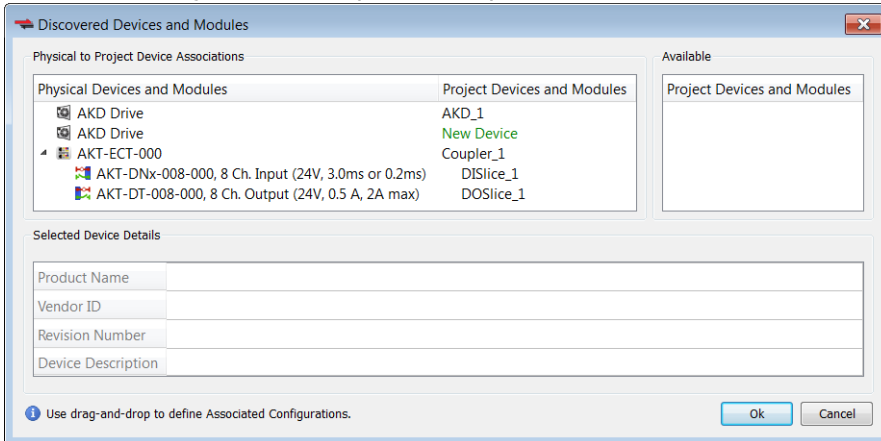 Discovered Devices and Modules
Physical to Project Device Associations
Available
Physical Devices and Modules Project Devices and Modules
Project Devices and Modules
AKD Drive AKD_1
AKD Drive New Device
AKT-ECT-000 Coupler_1
AKT-DNx-008-000, 8 Ch. Input (24V, 3.0ms or 0.2ms) DISlice_1
AKT-DT-008-000, 8 Ch. Output (24V, 0.5 A, 2A max) DOSlice_1
Selected Device Details
Product Name
Vendor ID
Revision Number
Device Description
Use drag-and-drop to define Associated Configurations.
Ok Cancel